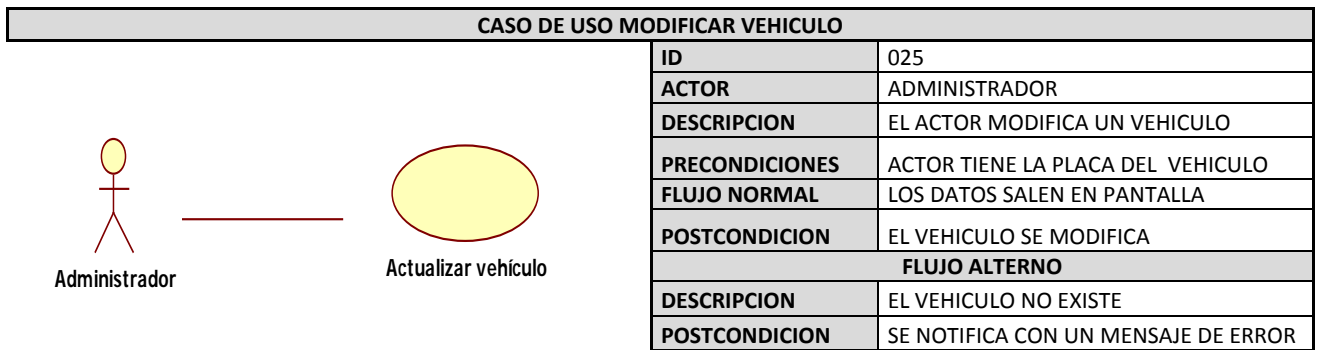 CASO DE USO MODIFICAR VEHICULO
ID 025
ACTOR ADMINISTRADOR
DESCRIPCION EL ACTOR MODIFICA UN VEHICULO
PRECONDICIONES ACTOR TIENE LA PLACA DEL VEHICULO
FLUJO NORMAL LOS DATOS SALEN EN PANTALLA
POSTCONDICION EL VEHICULO SE MODIFICA
FLUJO ALTERNO
DESCRIPCION EL VEHICULO NO EXISTE
POSTCONDICION SE NOTIFICA CON UN MENSAJE DE ERROR
Administrador
Actualizar vehículo